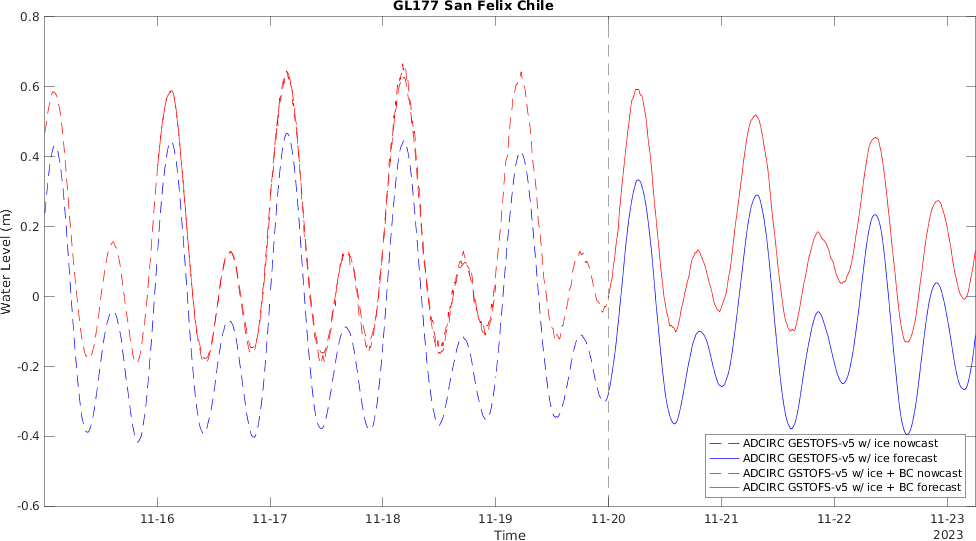 GL177 San Felix Chile
0.8
0.6
0.4
0.2
0
-0.2
-0.4
-0.6
Water Level (m)
11-16
11-17
11-18
11-19
11-20
11-21
11-22
11-23
Time
2023
ADCIRC GESTOFS-v5 w/ ice nowcast
ADCIRC GESTOFS-v5 w/ ice forecast
ADCIRC GSTOFS-v5 w/ ice + BC nowcast
ADCIRC GSTOFS-v5 w/ ice + BC forecast